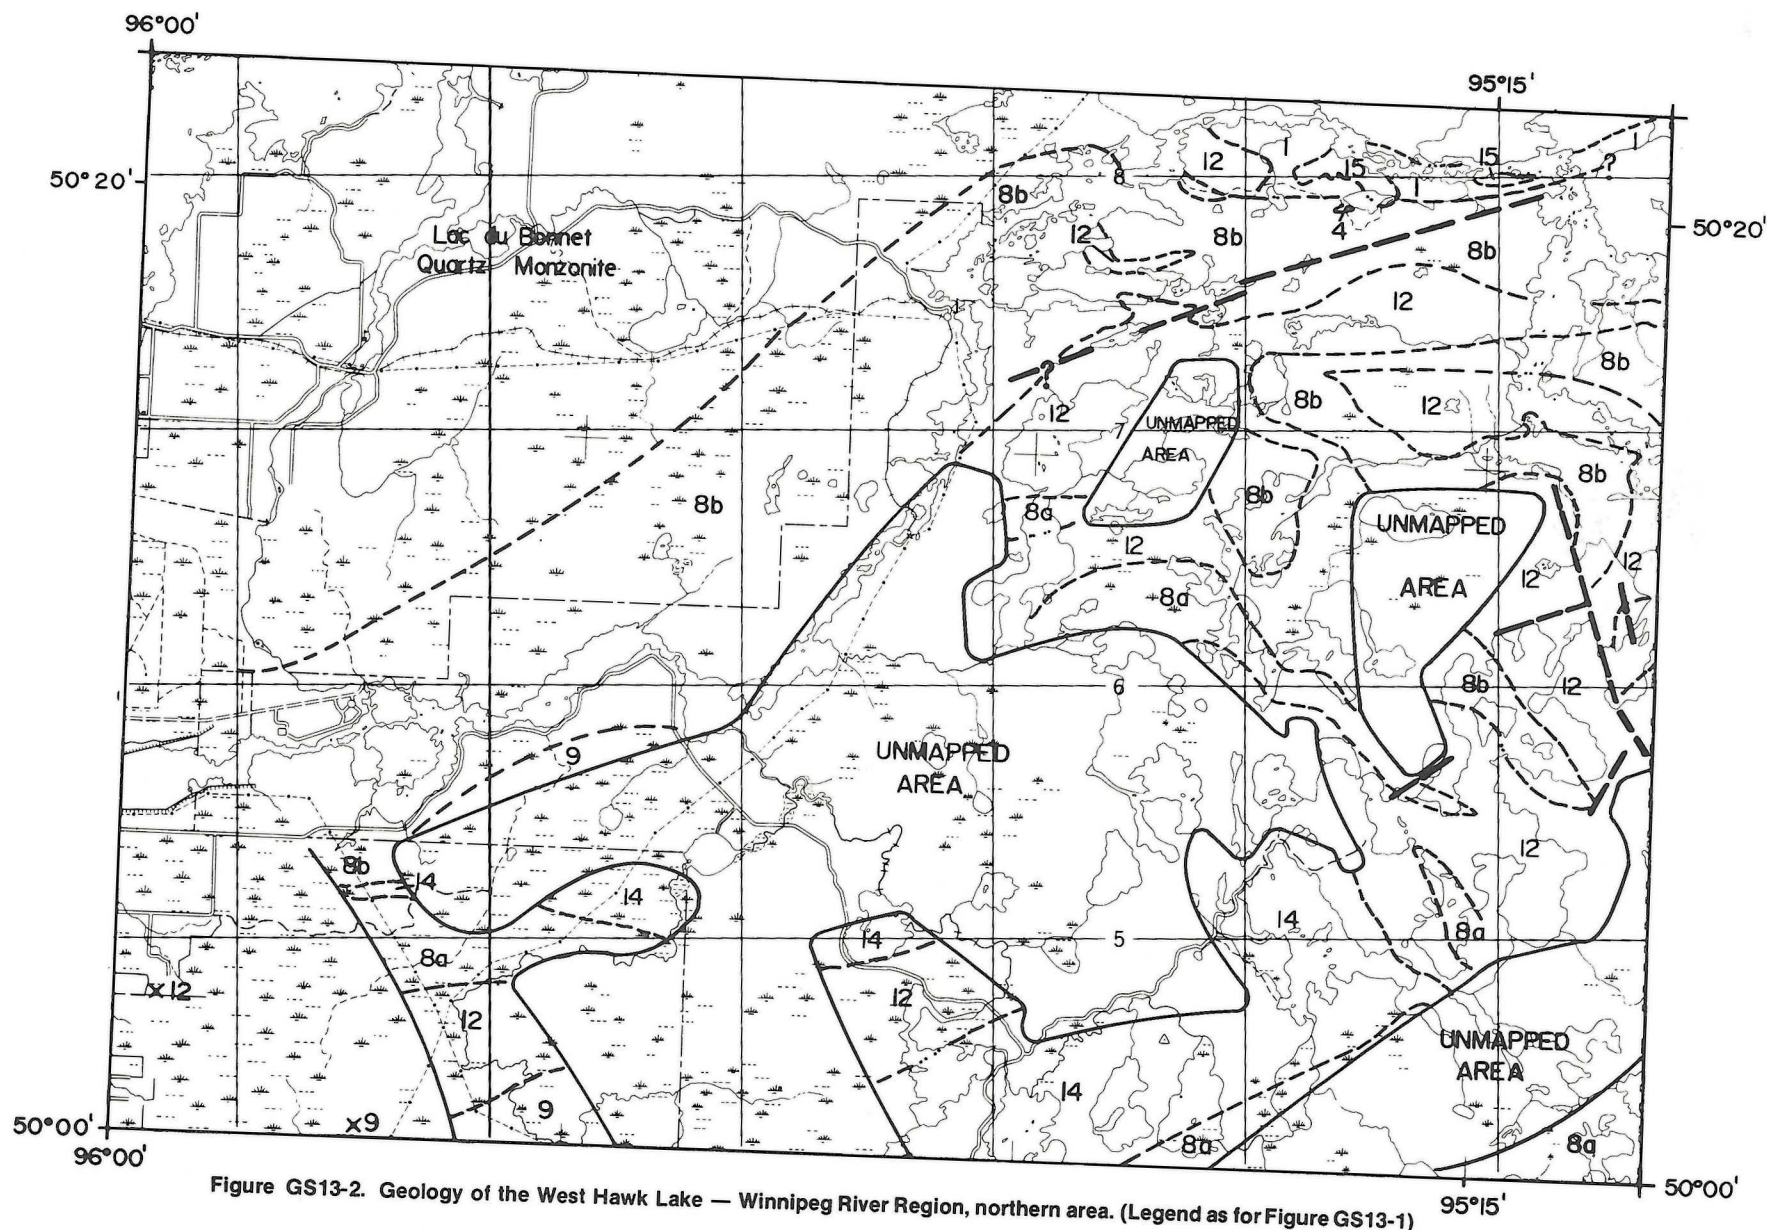 96°00'
95°15'
50°20'
50°20'
12
1
15
15
1
?
1
8
8b
12
8b
4
8b
Lac du Bonnet
Quartz Monzonite
12
8b
?
12
7
UNMAPPED
AREA
8b
12
8b
8b
8a
8b
UNMAPPED
AREA
12
12
12
8a
6
8b
12
9
UNMAPPED
AREA
8b
14
14
12
14
5
14
8a
8a
x12
12
12
UNMAPPED
AREA
14
9
x9
8a
8a
50°00'
96°00'
95°15'
50°00'
Figure GS13-2. Geology of the West Hawk Lake — Winnipeg River Region, northern area. (Legend as for Figure GS13-1)